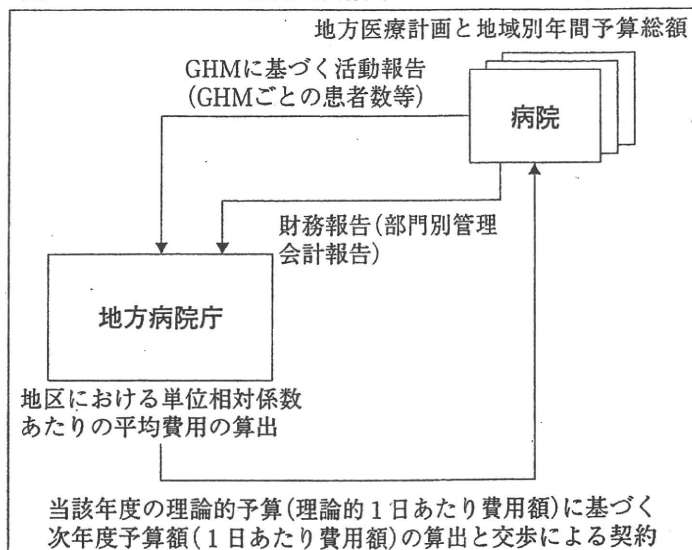 地方医療計画と地域別年間予算総額
GHMに基づく活動報告
(GHMごとの患者数等)
病院
財務報告(部門別管理
会計報告)
地方病院庁
地区における単位相対係数
あたりの平均費用の算出
当該年度の理論的予算(理論的1日あたり費用額)に基づく
次年度予算額(1日あたり費用額)の算出と交歩による契約